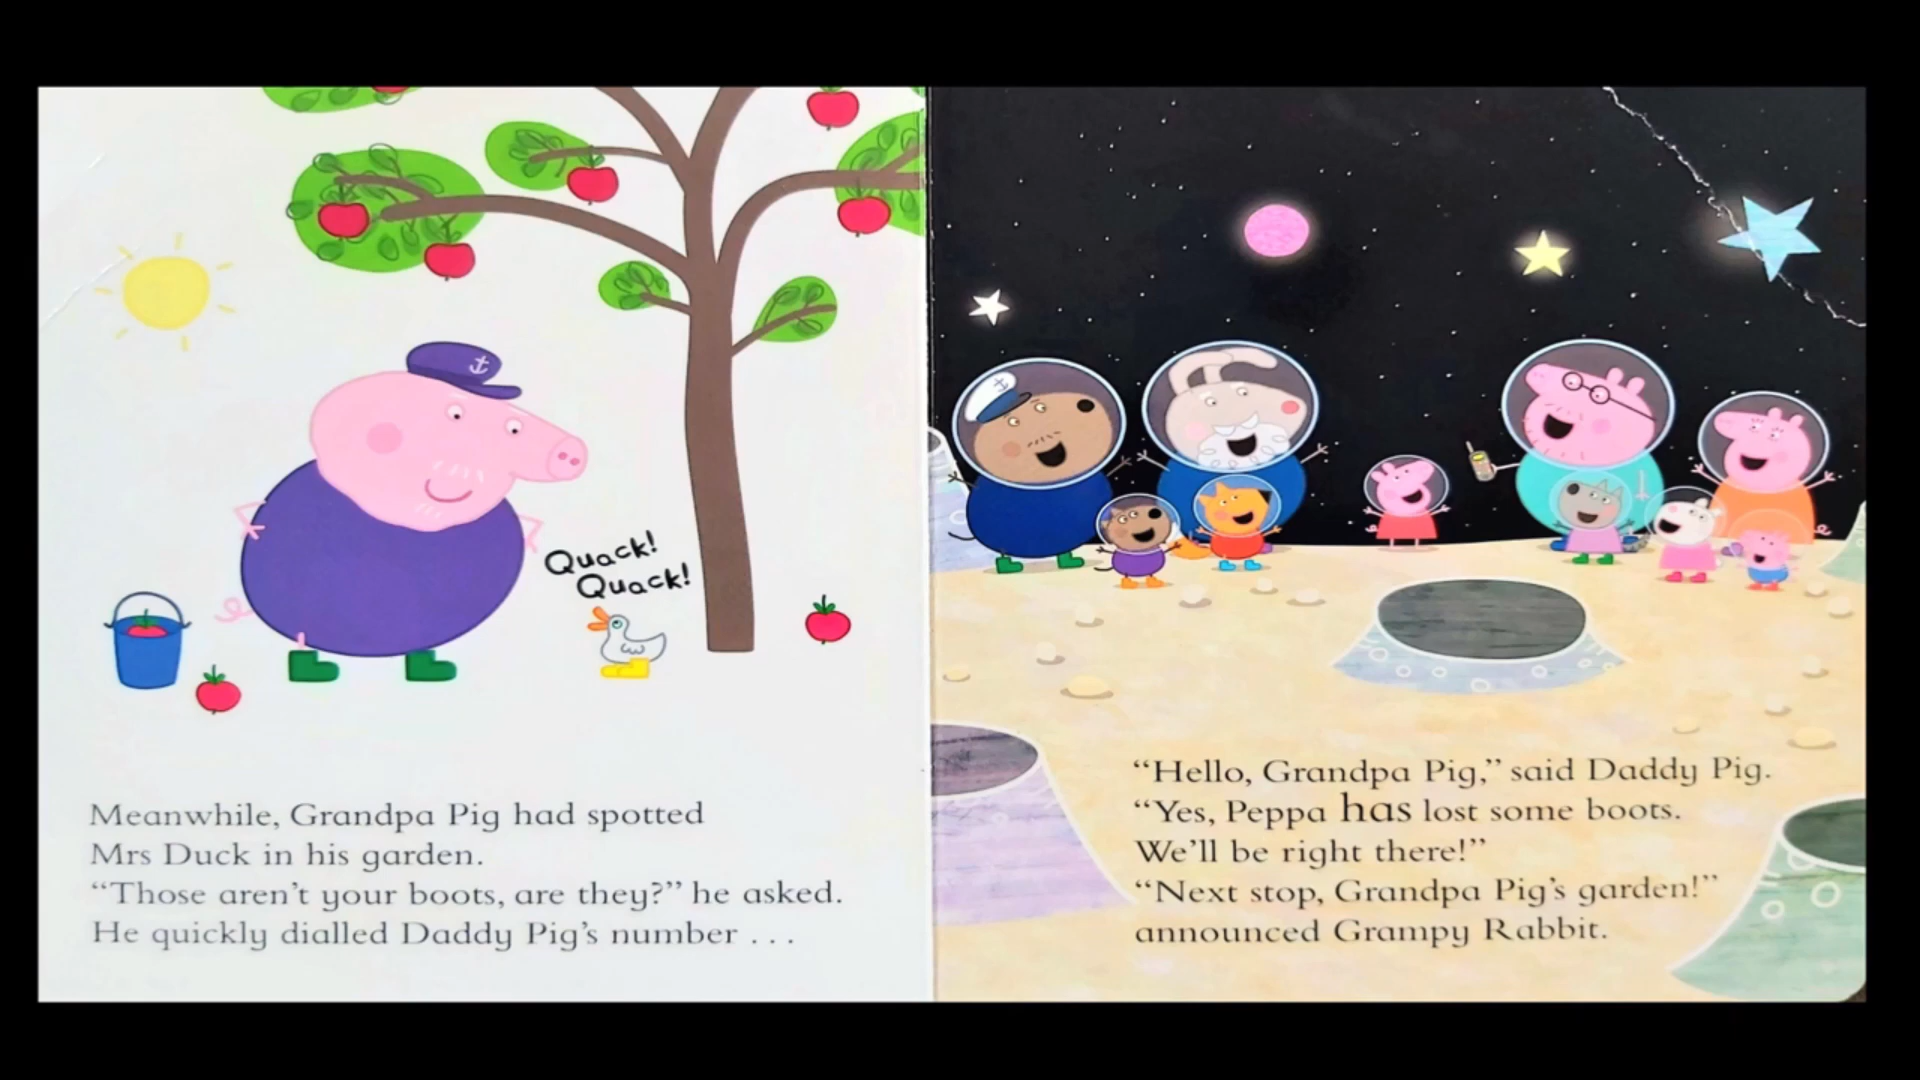 Quack!
Quack!
Meanwhile, Grandpa Pig had spotted
Mrs Duck in his garden.
“Those aren’t your boots, are they?” he asked.
He quickly dialled Daddy Pig’s number . . .
“Hello, Grandpa Pig,” said Daddy Pig.
“Yes, Peppa has lost some boots.
We’ll be right there!”
“Next stop, Grandpa Pig’s garden!”
announced Grampy Rabbit.